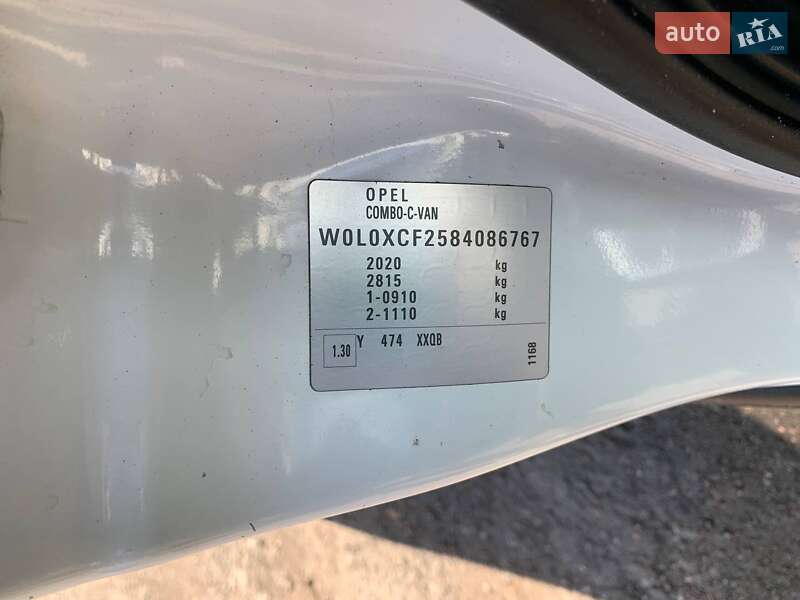 auto RIA .com
OPEL
COMBO-C-VAN
W0L0XCF2584086767
2020 kg
2815 kg
1-0910 kg
2-1110 kg
1.30 Y 474 XXQB
1168